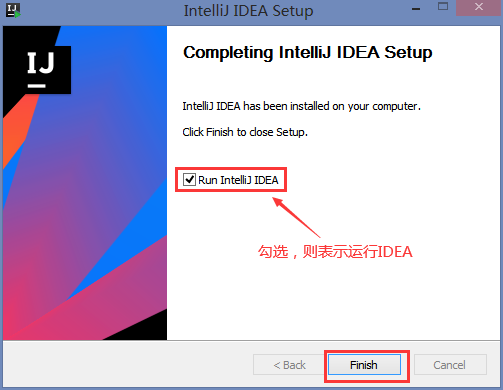 IJ
IntelliJ IDEA Setup
IJ
Completing IntelliJ IDEA Setup
IntelliJ IDEA has been installed on your computer.
Click Finish to close Setup.
Run IntelliJ IDEA
勾选，则表示运行IDEA
< Back
Finish
Cancel